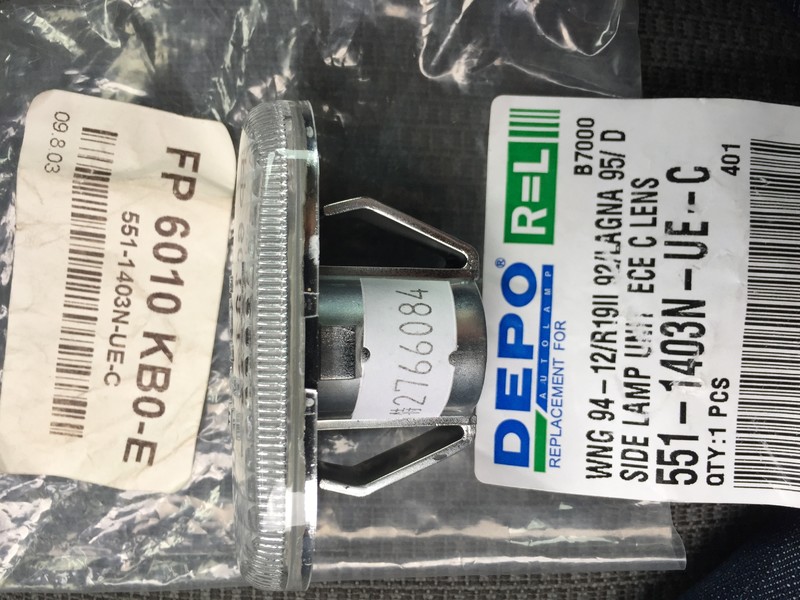 09.8.03
FP 6010 KB0-E
551-1403N-UE-C
#2766084
DEPO®
AUTOLAMP
REPLACEMENT FOR
R=L
B7000
WNG 94-12/R19II 92/LAGNA 95/ D
SIDE LAMP UNIT ECE C LENS
551-1403N-UE-C
401
QTY:1 PCS